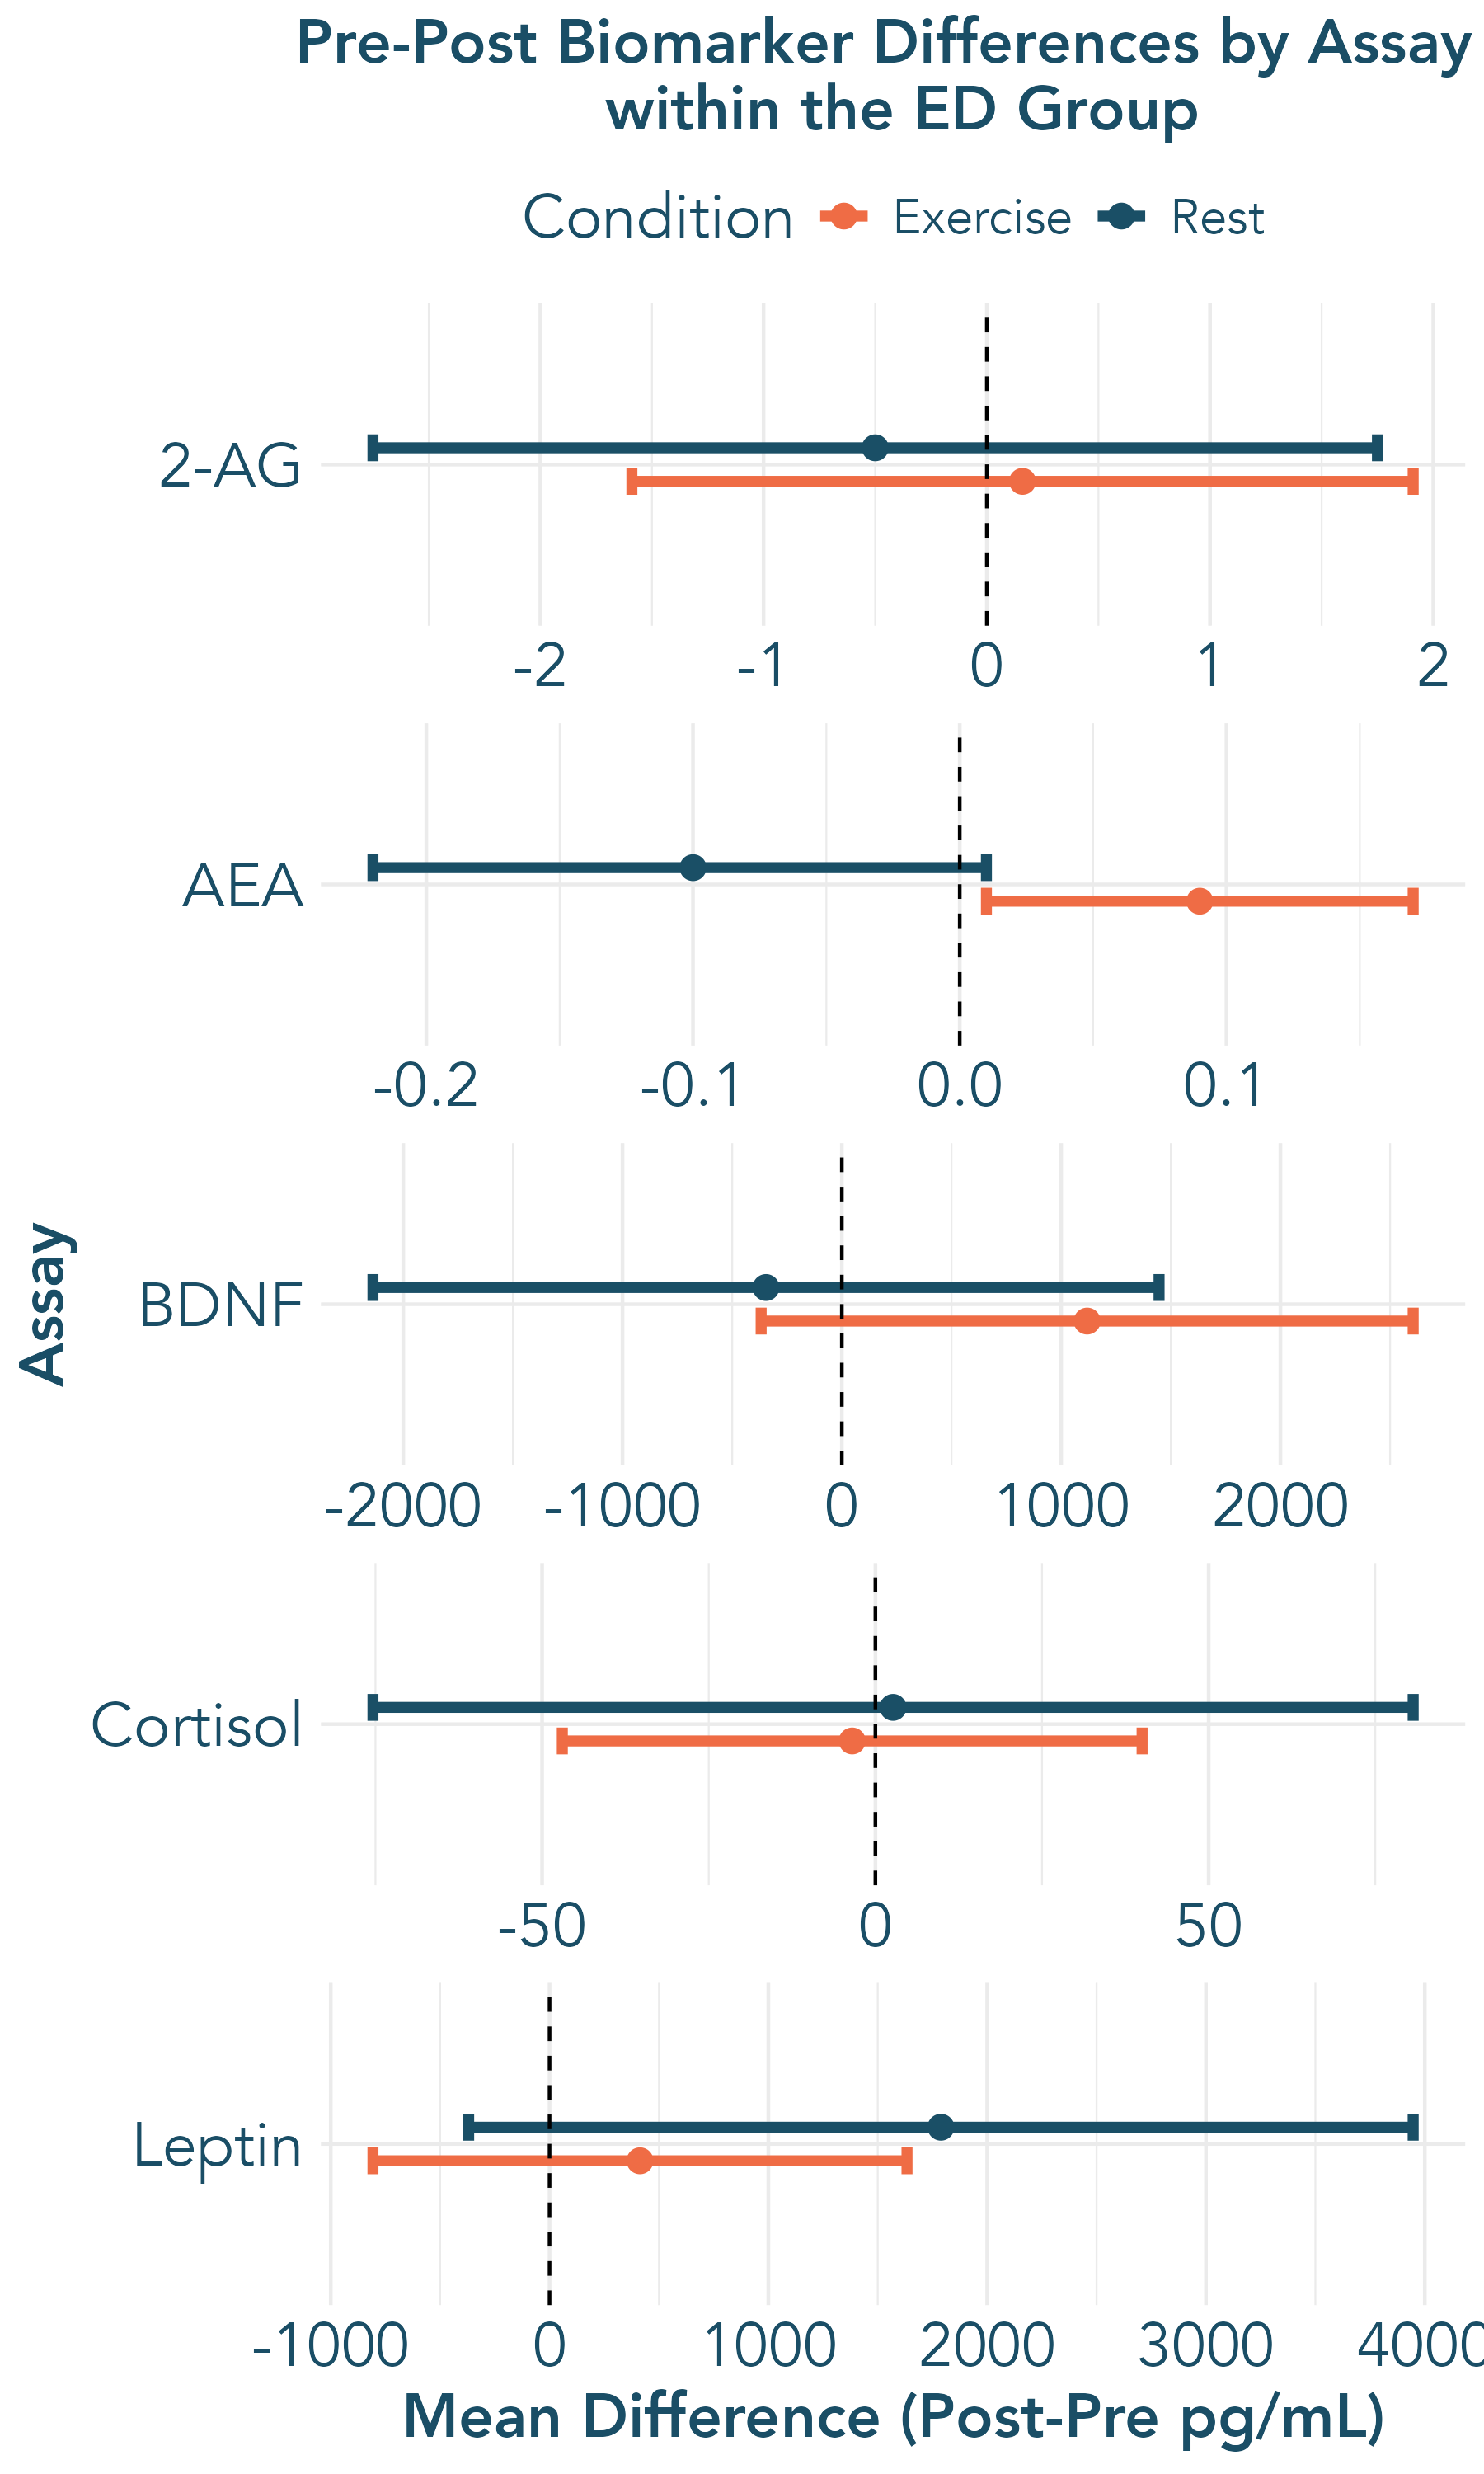 Pre-Post Biomarker Differences by Assay
within the ED Group
Condition Exercise Rest
2-AG
-2 -1 0 1 2
AEA
-0.2 -0.1 0.0 0.1
Assay
BDNF
-2000 -1000 0 1000 2000
Cortisol
-50 0 50
Leptin
-1000 0 1000 2000 3000 4000
Mean Difference (Post-Pre pg/mL)